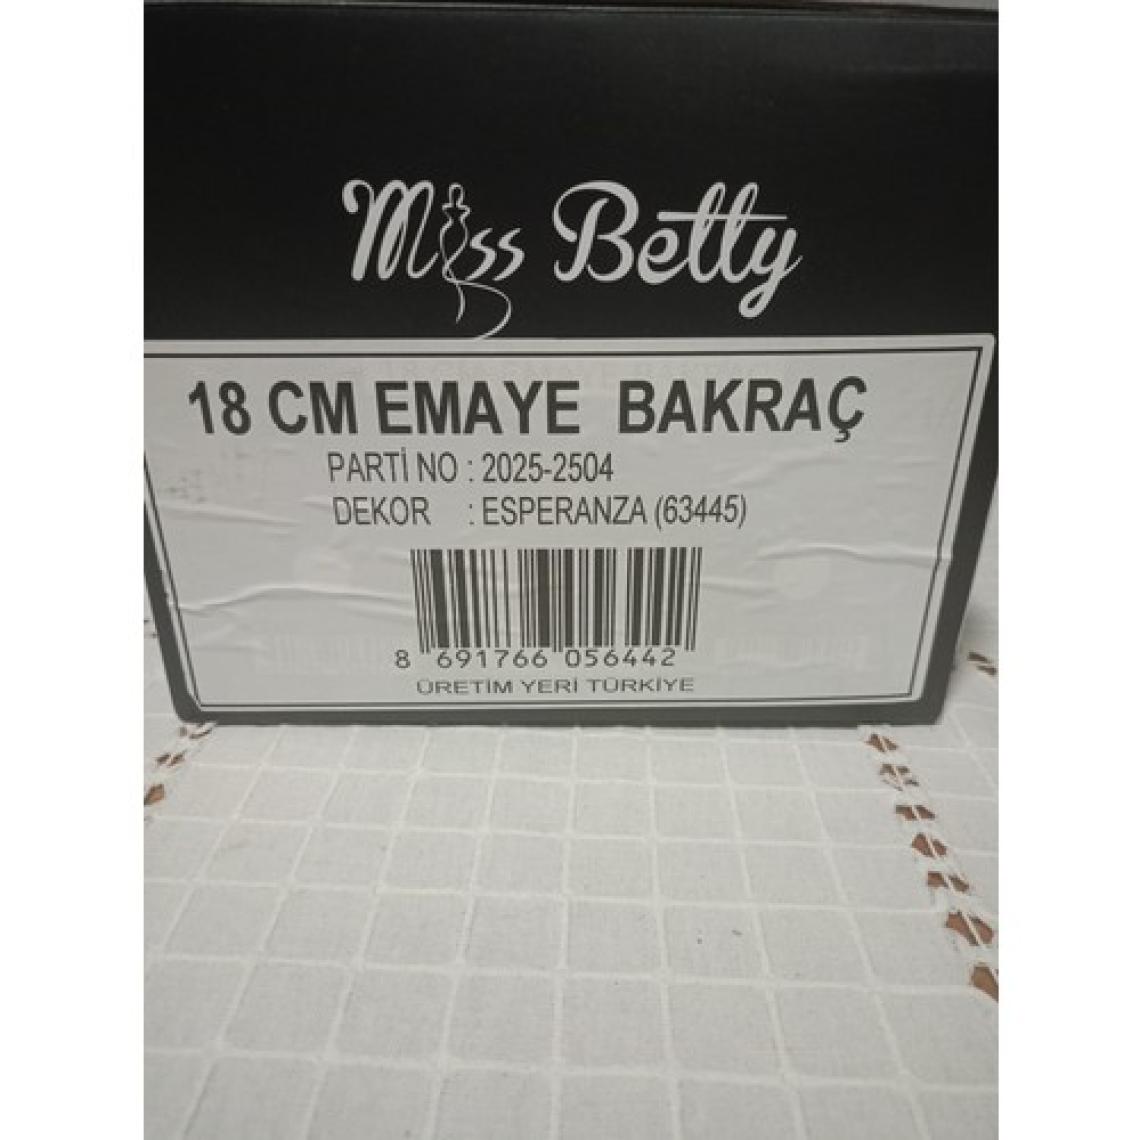 Miss Betty
18 CM EMAYE BAKRAÇ
PARTİ NO : 2025-2504
DEKOR : ESPERANZA (63445)
8 691766 056442
ÜRETİM YERİ TÜRKİYE